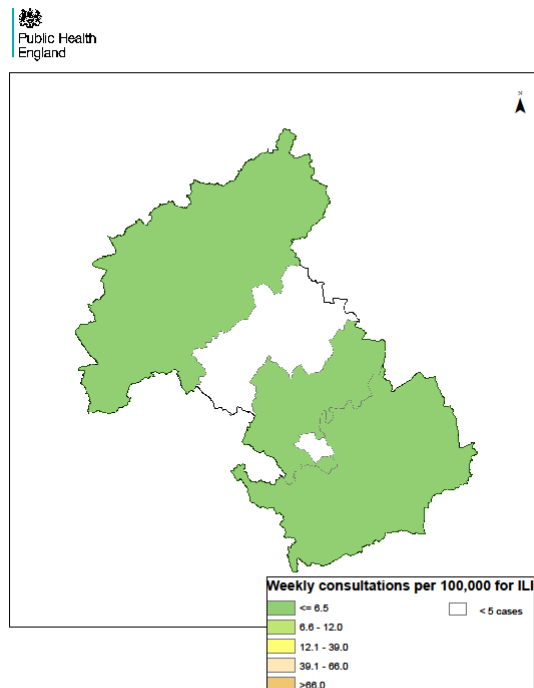 Public Health
England
N
Weekly consultations per 100,000 for ILI
<= 6.5
< 5 cases
6.6 - 12.0
12.1 - 39.0
39.1 - 66.0
>66.0